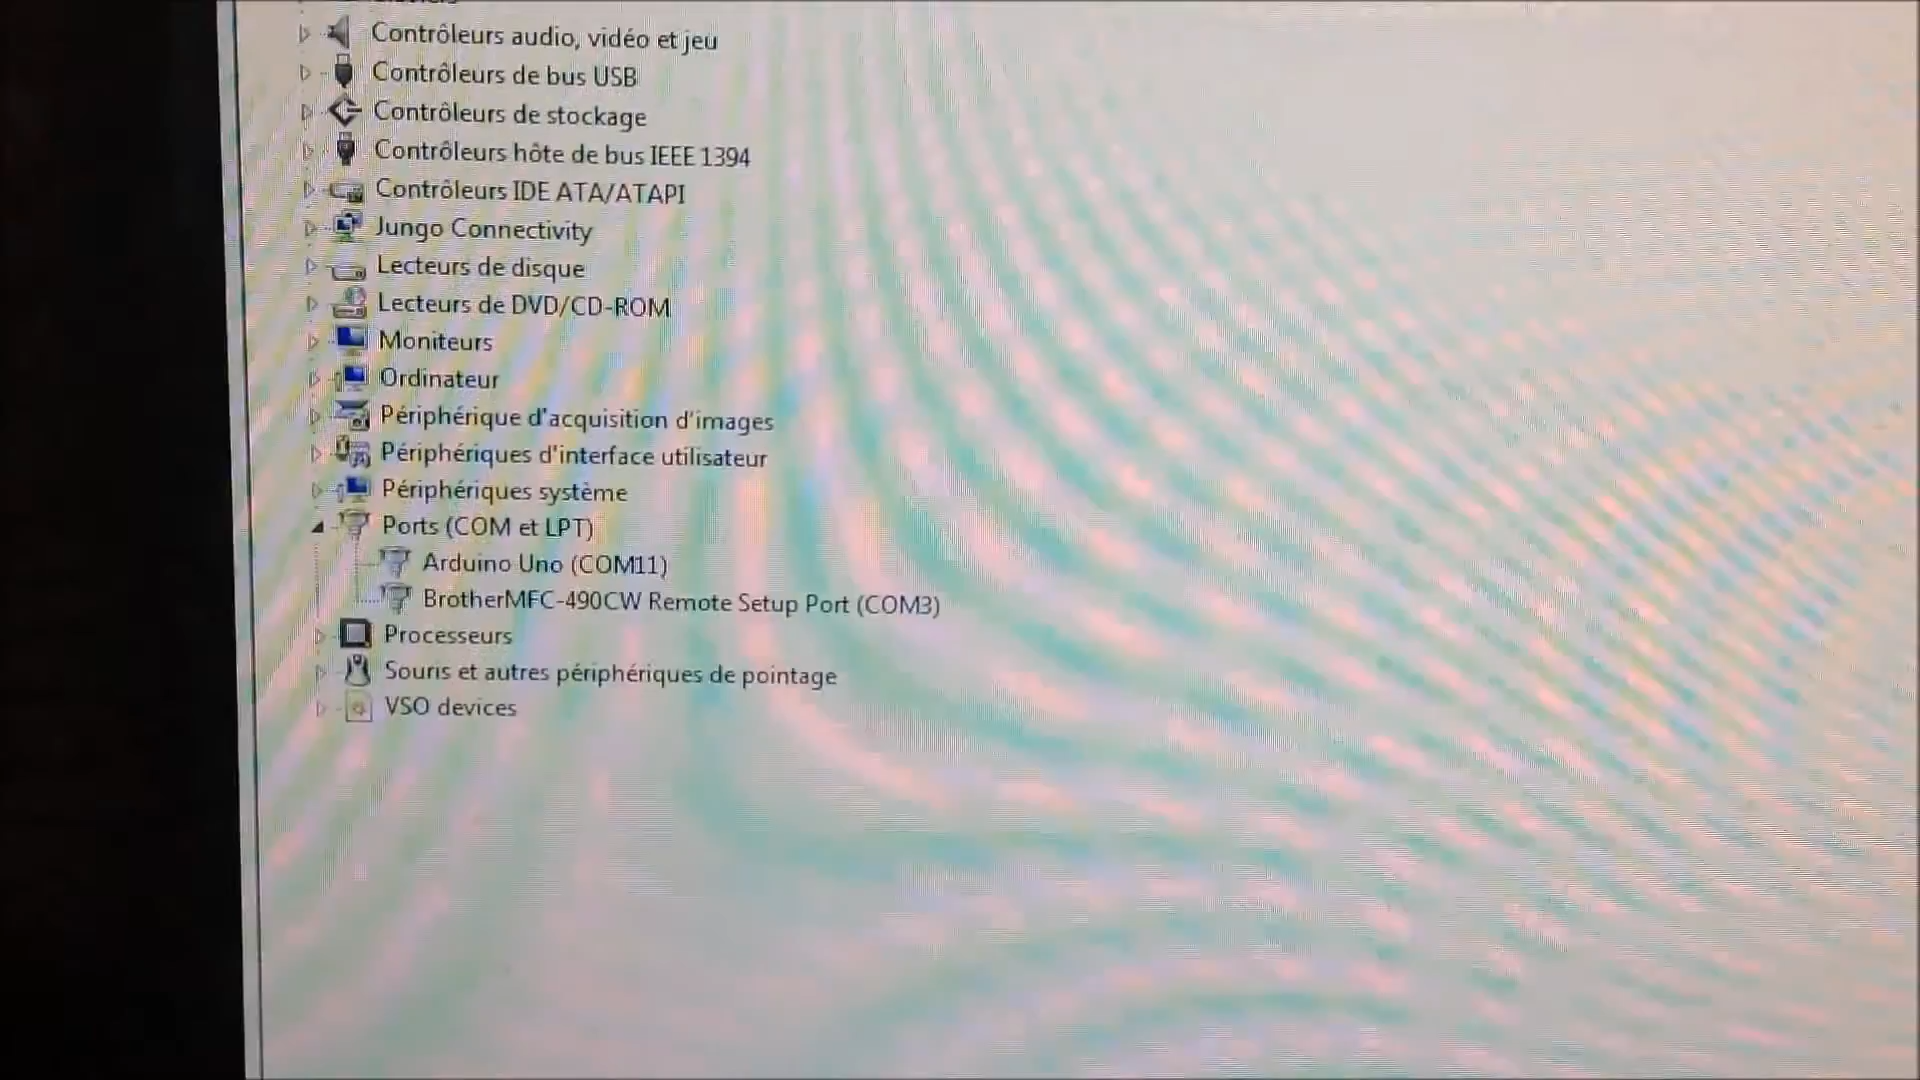 Contrôleurs audio, vidéo et jeu
Contrôleurs de bus USB
Contrôleurs de stockage
Contrôleurs hôte de bus IEEE 1394
Contrôleurs IDE ATA/ATAPI
Jungo Connectivity
Lecteurs de disque
Lecteurs de DVD/CD-ROM
Moniteurs
Ordinateur
Périphérique d'acquisition d'images
Périphériques d'interface utilisateur
Périphériques système
Ports (COM et LPT)
Arduino Uno (COM11)
BrotherMFC-490CW Remote Setup Port (COM3)
Processeurs
Souris et autres périphériques de pointage
VSO devices